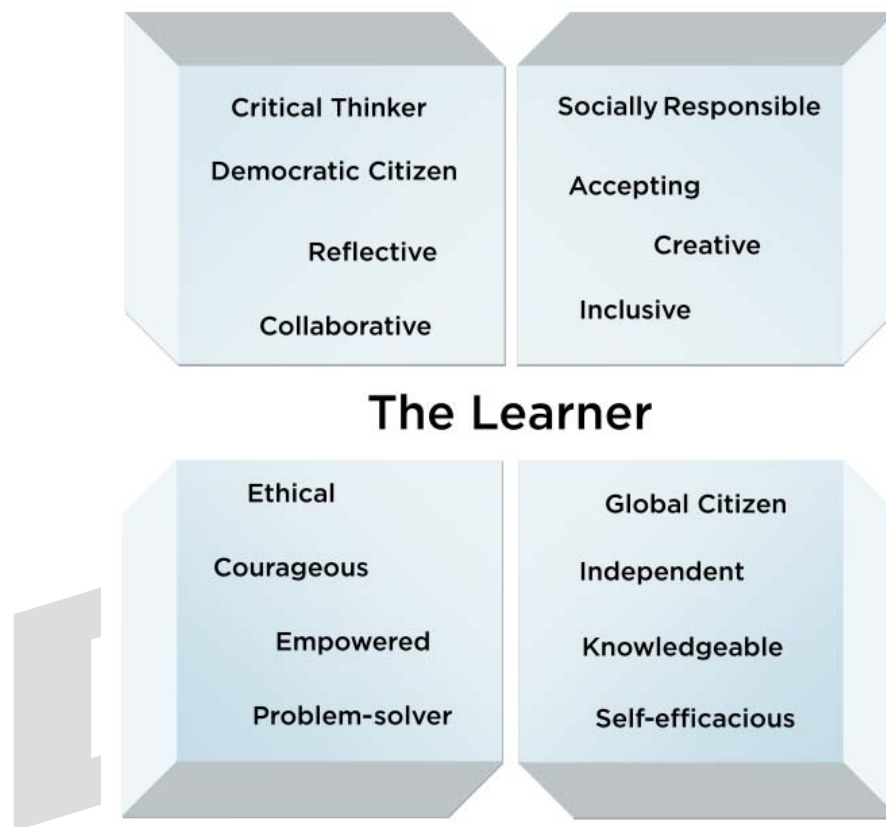 Critical Thinker
Democratic Citizen
Reflective
Collaborative
Socially Responsible
Accepting
Creative
Inclusive
The Learner
Ethical
Courageous
Empowered
Problem-solver
Global Citizen
Independent
Knowledgeable
Self-efficacious